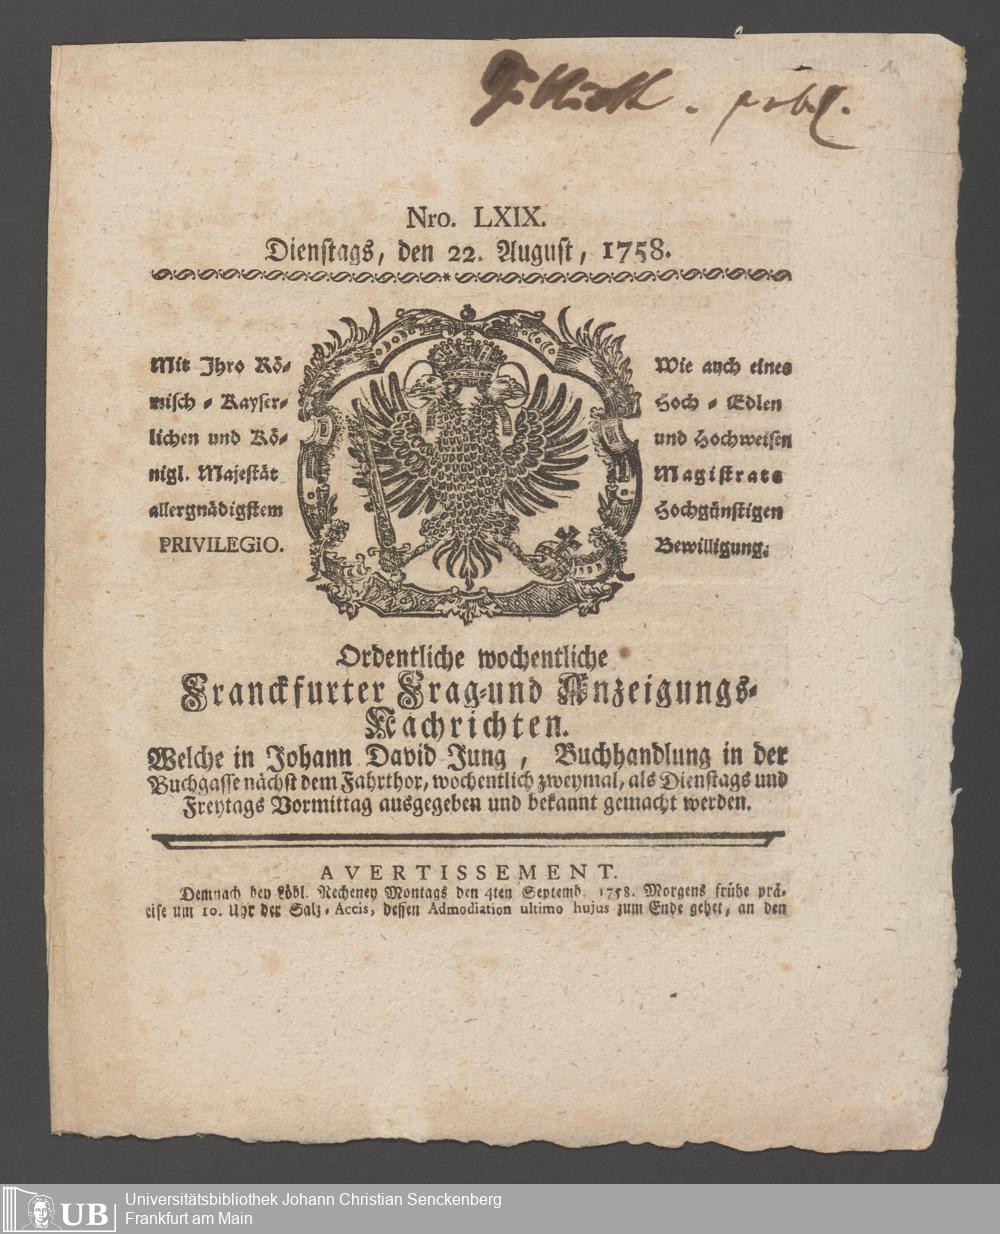 Nro. LXIX.
Dienstags, den 22. August, 1758.
Mit Ihro Rö-
misch-Kayser-
lichen und Kö-
nigl. Majestät
allergnädigstem
PRIVILEGIO.
Wie auch eines
Hoch-Edlen
und Hochweisen
Magistrats
Hochgünstigen
Bewilligung.
Ordentliche wochentliche
Franckfurter Frag-und Anzeigungs-
Nachrichten.
Welche in Johann David Jung, Buchhandlung in der
Buchgasse nächst dem Fahrthor, wochentlich zweymal, als Dienstags und
Freytags Vormittag ausgegeben und bekannt gemacht werden.
AVERTISSEMENT.
Demnach bey Löbl. Recheney Montags den 4ten Septemb. 1758. Morgens frühe prä-
cise um 10. Uhr der Salz-Accis, dessen Admodiation ultimo hujus zum Ende gehet, an den
UB
Universitätsbibliothek Johann Christian Senckenberg
Frankfurt am Main